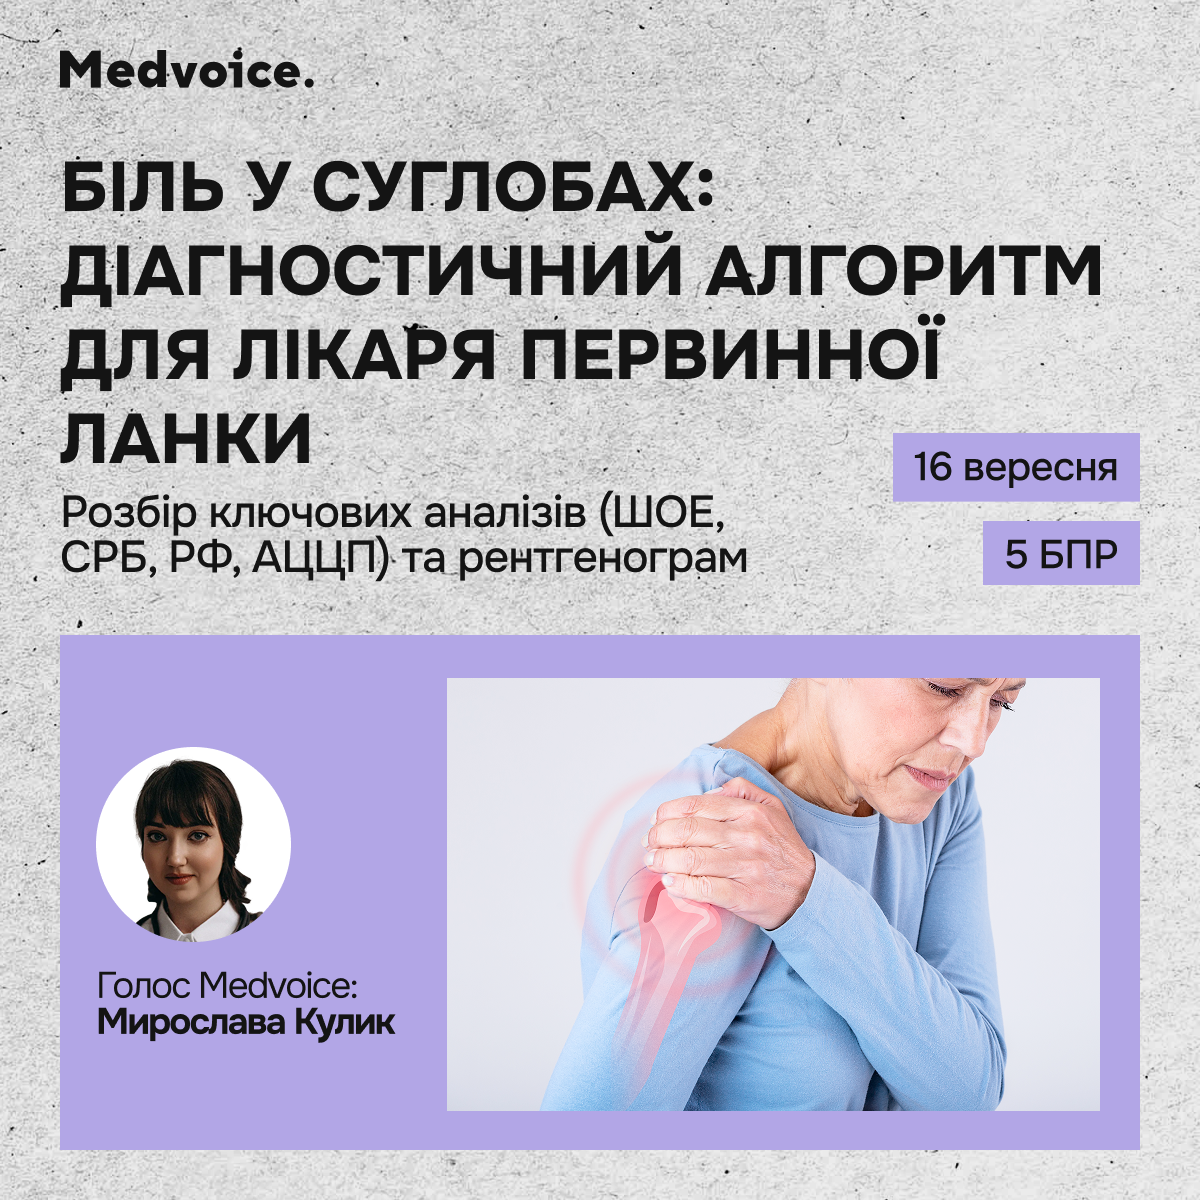 Medvoice.
БІЛЬ У СУГЛОБАХ:
ДІАГНОСТИЧНИЙ АЛГОРИТМ
ДЛЯ ЛІКАРЯ ПЕРВИННОЇ
ЛАНКИ
Розбір ключових аналізів (ШОЕ,
СРБ, РФ, АЦЦП) та рентгенограм
16 вересня
5 БПР
Голос Medvoice:
Мирослава Кулик